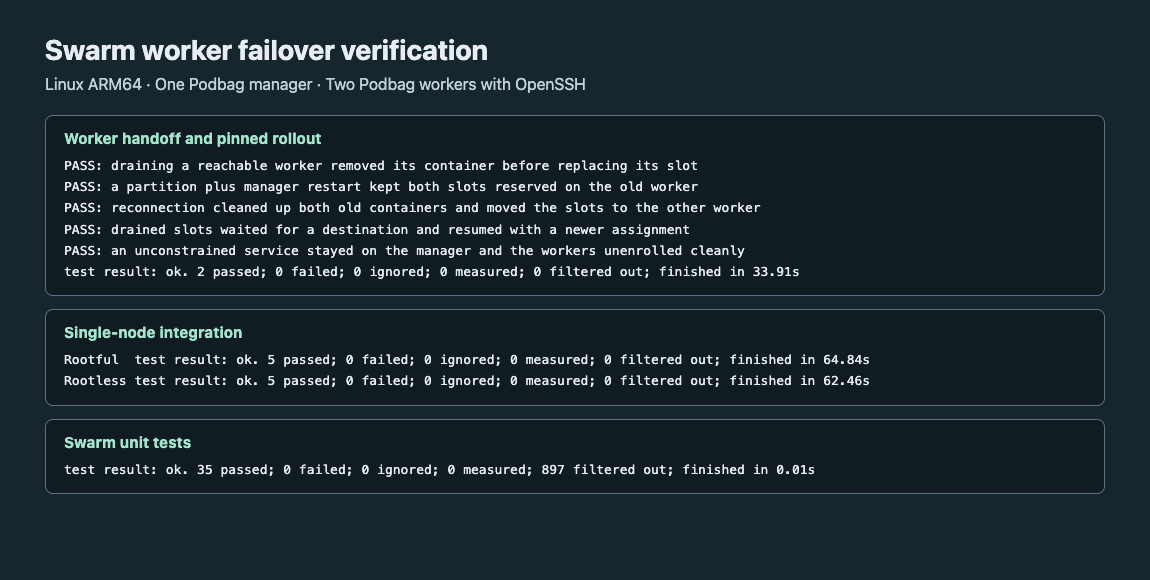 Swarm worker failover verification
Linux ARM64 · One Podbag manager · Two Podbag workers with OpenSSH
Worker handoff and pinned rollout
PASS: draining a reachable worker removed its container before replacing its slot
PASS: a partition plus manager restart kept both slots reserved on the old worker
PASS: reconnection cleaned up both old containers and moved the slots to the other worker
PASS: drained slots waited for a destination and resumed with a newer assignment
PASS: an unconstrained service stayed on the manager and the workers unenrolled cleanly
test result: ok. 2 passed; 0 failed; 0 ignored; 0 measured; 0 filtered out; finished in 33.91s
Single-node integration
Rootful  test result: ok. 5 passed; 0 failed; 0 ignored; 0 measured; 0 filtered out; finished in 64.84s
Rootless test result: ok. 5 passed; 0 failed; 0 ignored; 0 measured; 0 filtered out; finished in 62.46s
Swarm unit tests
test result: ok. 35 passed; 0 failed; 0 ignored; 0 measured; 897 filtered out; finished in 0.01s